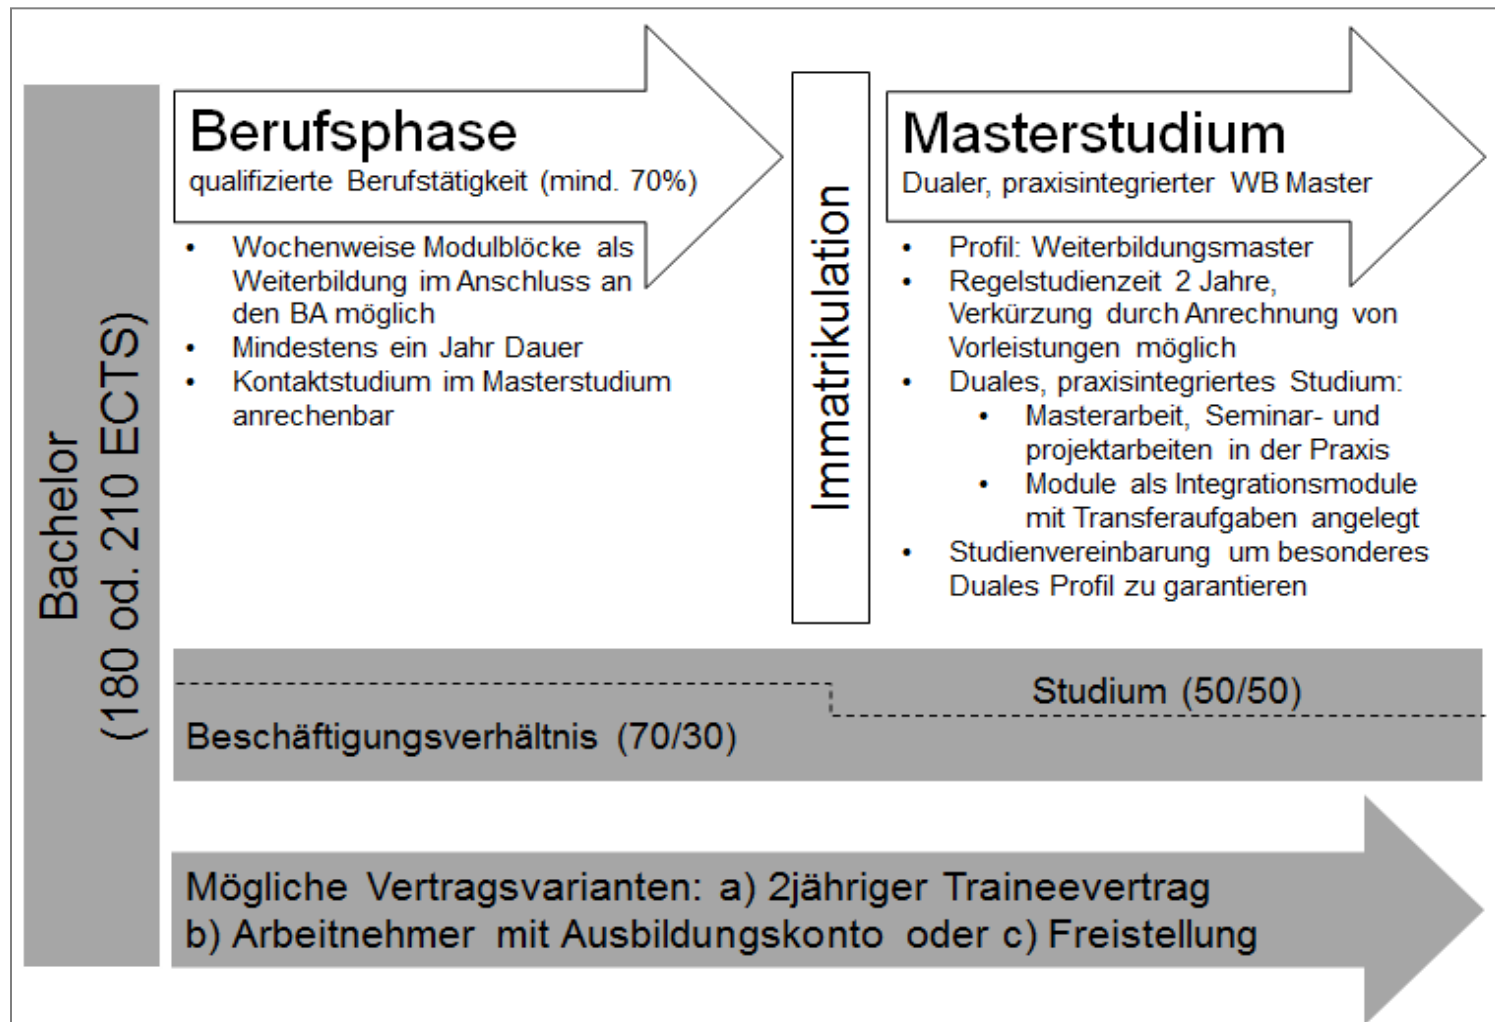 Bachelor
(180 od. 210 ECTS)
Berufsphase
qualifizierte Berufstätigkeit (mind. 70%)
• Wochenweise Modulblöcke als
Weiterbildung im Anschluss an
den BA möglich
• Mindestens ein Jahr Dauer
• Kontaktstudium im Masterstudium
anrechenbar
Immatrikulation
Masterstudium
Dualer, praxisintegrierter WB Master
• Profil: Weiterbildungsmaster
• Regelstudienzeit 2 Jahre,
Verkürzung durch Anrechnung von
Vorleistungen möglich
• Duales, praxisintegriertes Studium:
• Masterarbeit, Seminar- und
projektarbeiten in der Praxis
• Module als Integrationsmodule
mit Transferaufgaben angelegt
• Studienvereinbarung um besonderes
Duales Profil zu garantieren
Studium (50/50)
Beschäftigungsverhältnis (70/30)
Mögliche Vertragsvarianten: a) 2jähriger Traineevertrag
b) Arbeitnehmer mit Ausbildungskonto oder c) Freistellung